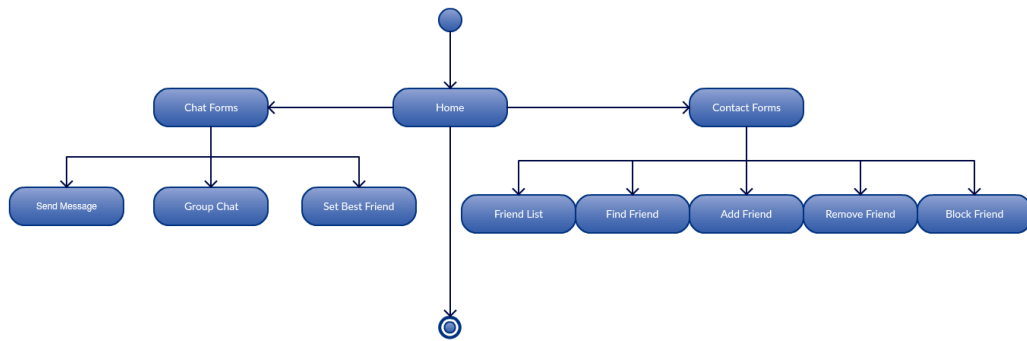 Chat Forms
Home
Contact Forms
Send Message
Group Chat
Set Best Friend
Friend List
Find Friend
Add Friend
Remove Friend
Block Friend